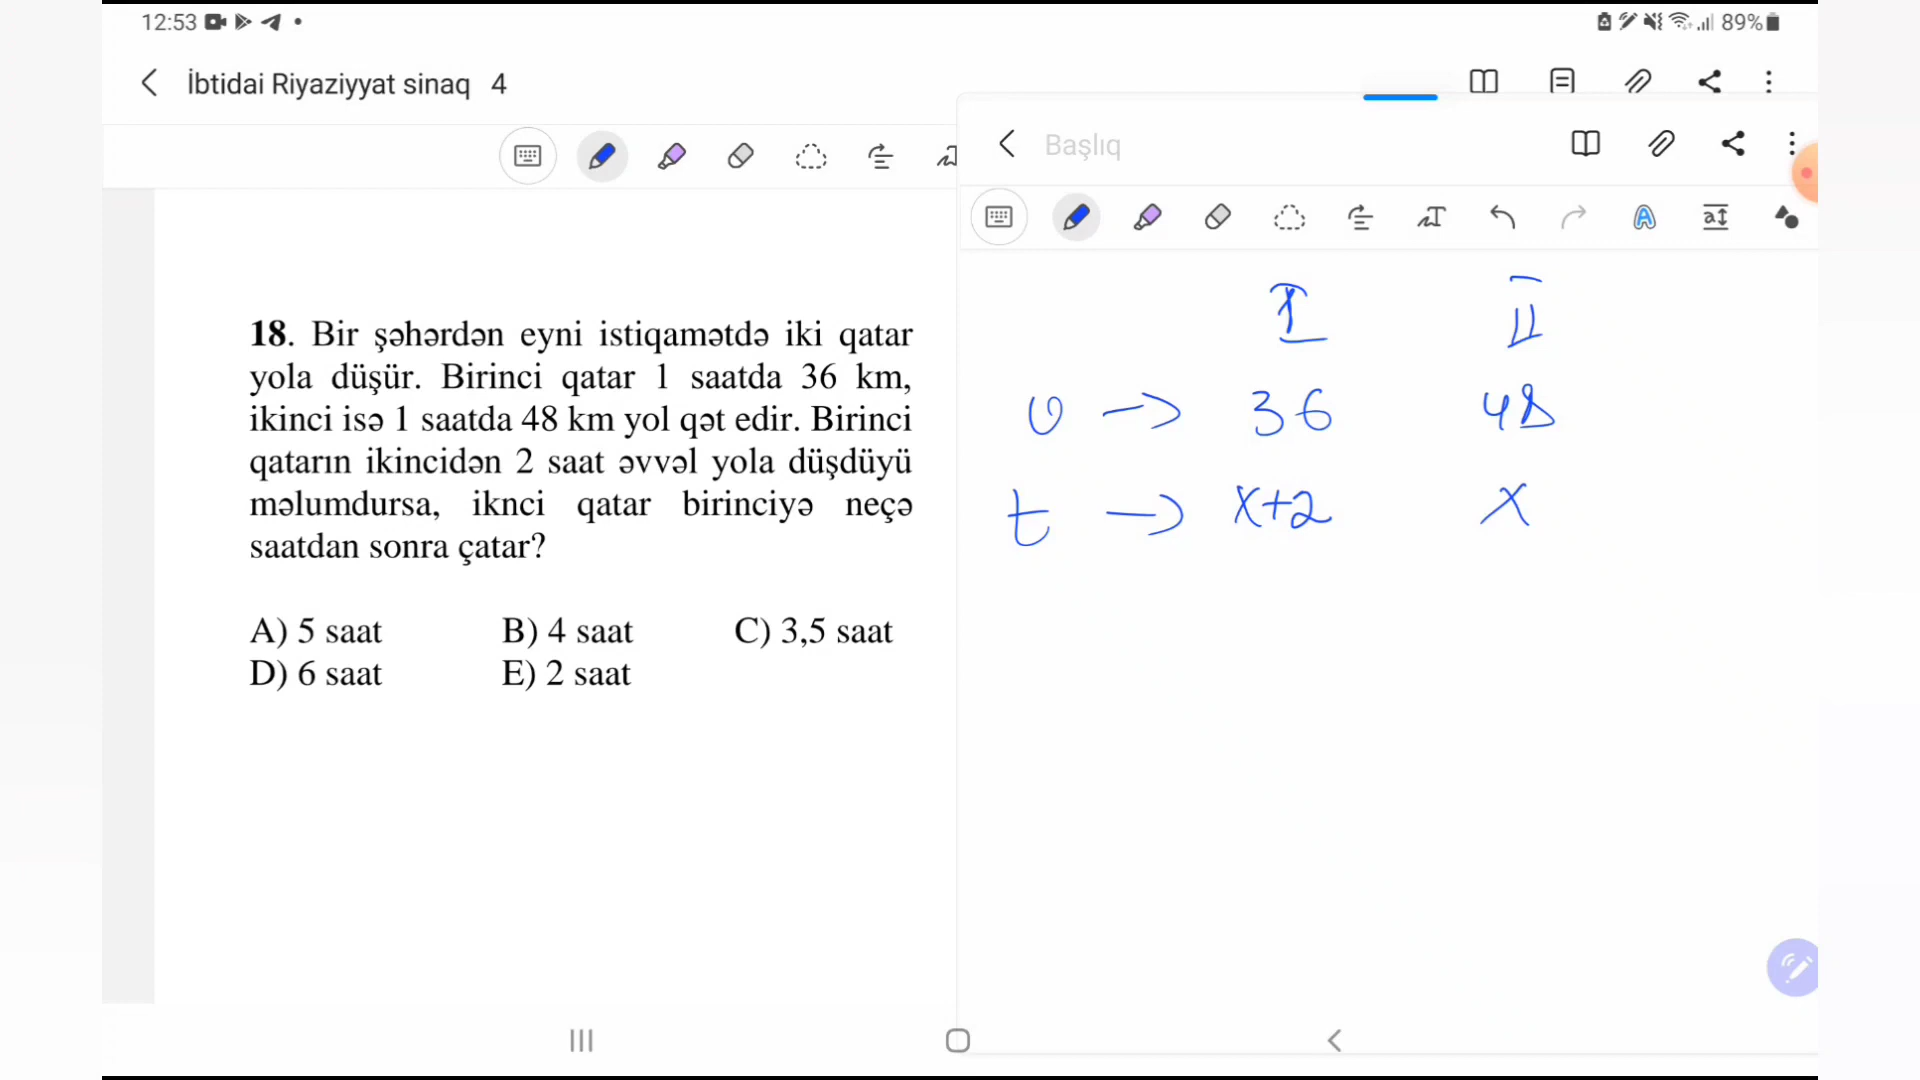 12:53
89%
İbtidai Riyaziyyat sinaq 4
Başlıq
18. Bir şəhərdən eyni istiqamətdə iki qatar
yola düşür. Birinci qatar 1 saatda 36 km,
ikinci isə 1 saatda 48 km yol qət edir. Birinci
qatarın ikincidən 2 saat əvvəl yola düşdüyü
məlumdursa, iknci qatar birinciyə neçə
saatdan sonra çatar?
A) 5 saat B) 4 saat C) 3,5 saat
D) 6 saat E) 2 saat
I II
v → 36 48
t → x+2 x